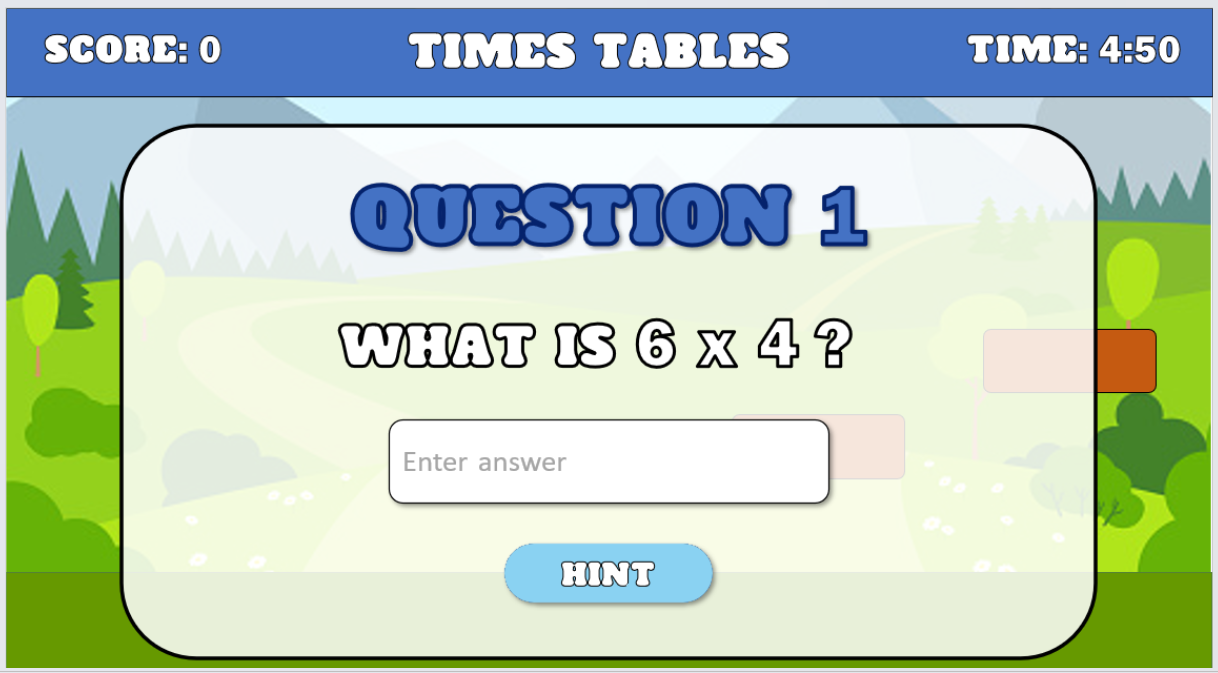 SCORE: 0
TIMES TABLES
TIME: 4:50
QUESTION 1
WHAT IS 6 x 4 ?
Enter answer
HINT